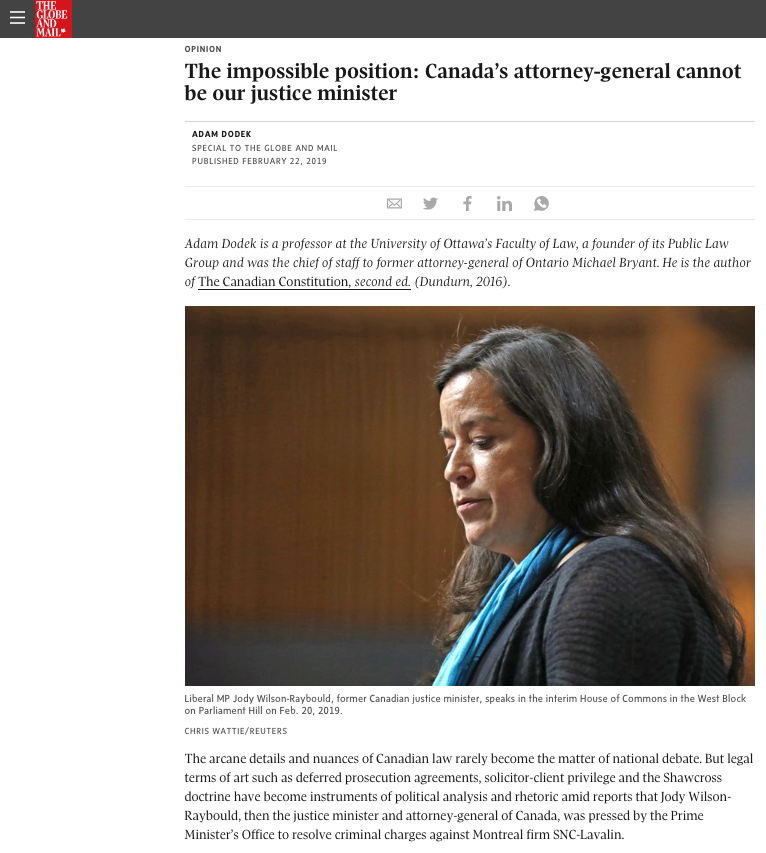 THE
GLOBE
AND
MAIL
OPINION
The impossible position: Canada’s attorney-general cannot
be our justice minister
ADAM DODEK
SPECIAL TO THE GLOBE AND MAIL
PUBLISHED FEBRUARY 22, 2019
Adam Dodek is a professor at the University of Ottawa’s Faculty of Law, a founder of its Public Law
Group and was the chief of staff to former attorney-general of Ontario Michael Bryant. He is the author
of The Canadian Constitution, second ed. (Dundurn, 2016).
Liberal MP Jody Wilson-Raybould, former Canadian justice minister, speaks in the interim House of Commons in the West Block
on Parliament Hill on Feb. 20, 2019.
CHRIS WATTIE/REUTERS
The arcane details and nuances of Canadian law rarely become the matter of national debate. But legal
terms of art such as deferred prosecution agreements, solicitor-client privilege and the Shawcross
doctrine have become instruments of political analysis and rhetoric amid reports that Jody Wilson-
Raybould, then the justice minister and attorney-general of Canada, was pressed by the Prime
Minister’s Office to resolve criminal charges against Montreal firm SNC-Lavalin.